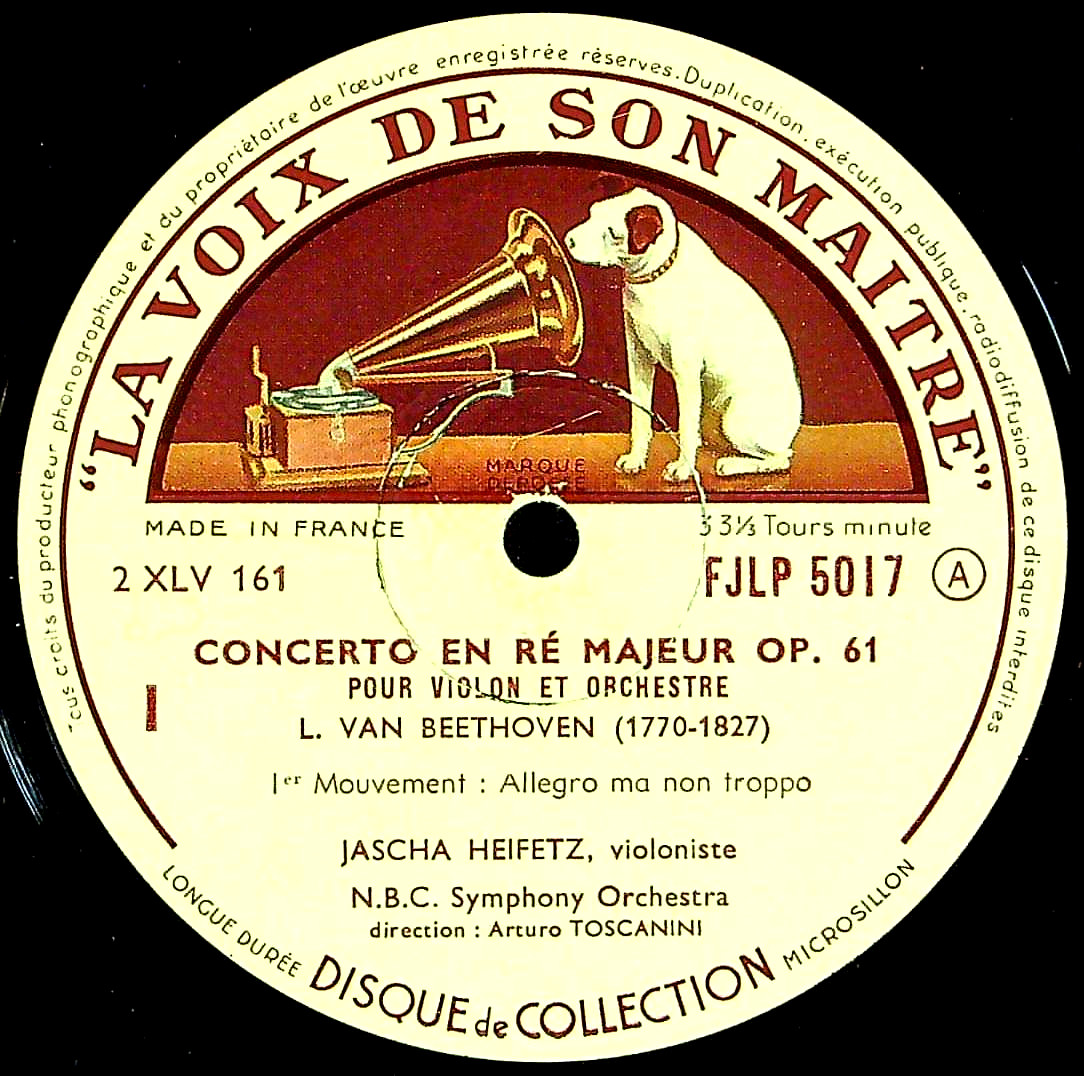 Tous droits du producteur phonographique et du propriétaire de l'œuvre enregistrée réservés. Duplication, exécution publique, radiodiffusion de ce disque interdites
“LA VOIX DE SON MAITRE”
MARQUE
DEPOSEE
MADE IN FRANCE
33⅓ Tours minute
2 XLV 161
FJLP 5017 A
CONCERTO EN RÉ MAJEUR OP. 61
POUR VIOLON ET ORCHESTRE
I
L. VAN BEETHOVEN (1770-1827)
1er Mouvement : Allegro ma non troppo
JASCHA HEIFETZ, violoniste
N.B.C. Symphony Orchestra
direction : Arturo TOSCANINI
LONGUE DURÉE DISQUE de COLLECTION MICROSILLON